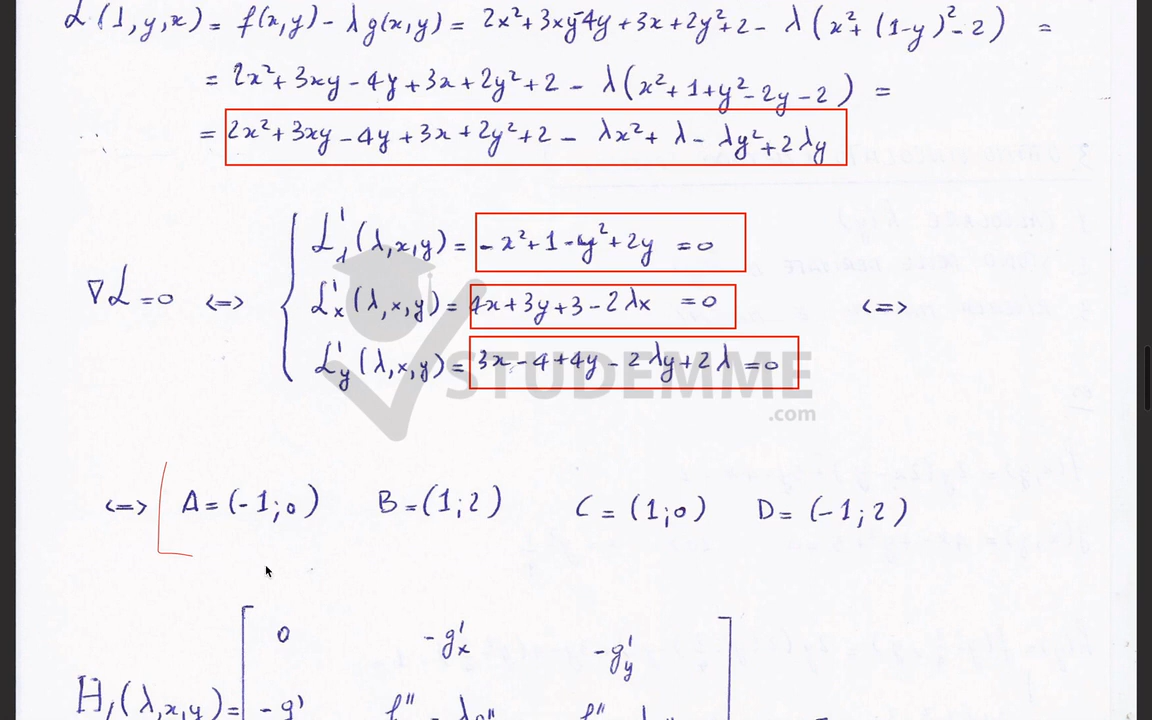 L(1,y,x) = f(x,y) - λg(x,y) = 2x²+3xy-4y+3x+2y²+2 - λ(x²+(1-y)²-2) =
= 2x²+3xy-4y+3x+2y²+2 - λ(x²+1+y²-2y-2) =
= 2x²+3xy-4y+3x+2y²+2 - λx²+λ-λy²+2λy
L'λ(λ,x,y) = -x²+1-y²+2y =0
∇L=0 <=> L'x(λ,x,y) = 4x+3y+3-2λx =0 <=>
L'y(λ,x,y) = 3x-4+4y-2λy+2λ=0
STUDEMME
.com
<=> A=(-1;0) B=(1;2) C=(1;0) D=(-1;2)
0 -g'x -g'y
H,(λ,x,y)= -g'